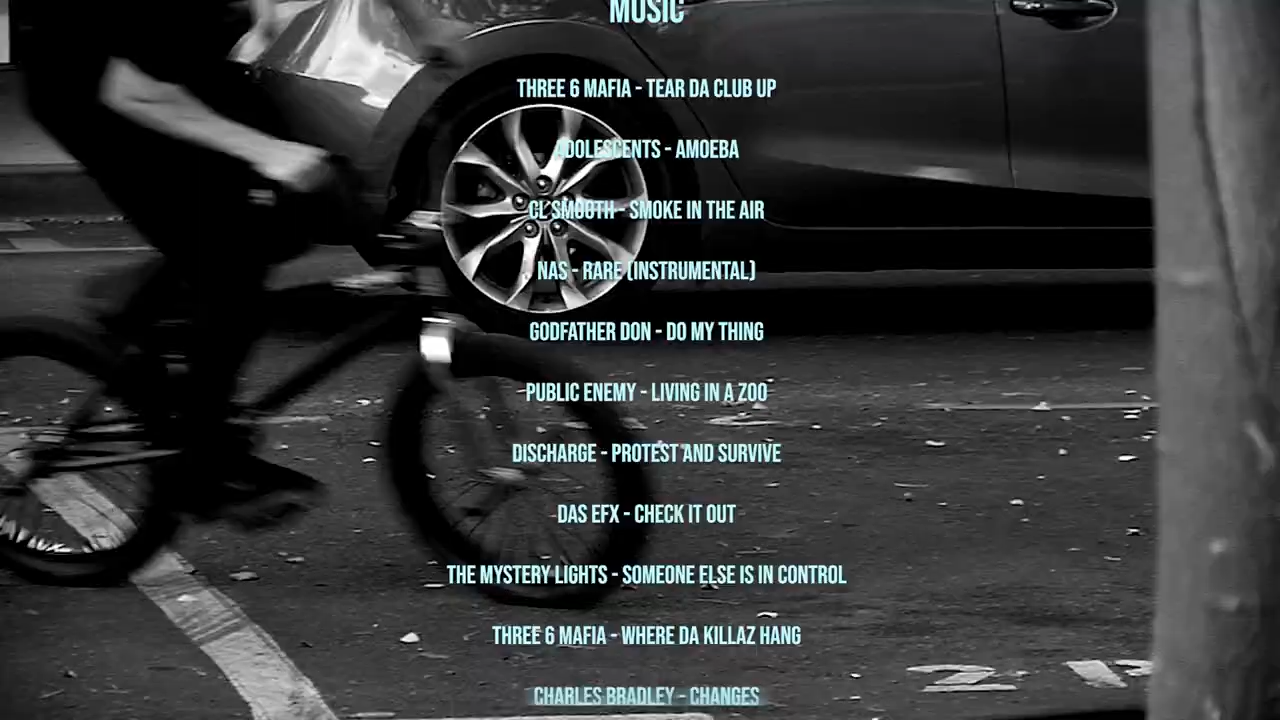 MUSIC
THREE 6 MAFIA - TEAR DA CLUB UP
ADOLESCENTS - AMOEBA
CL SMOOTH - SMOKE IN THE AIR
NAS - RARE (INSTRUMENTAL)
GODFATHER DON - DO MY THING
PUBLIC ENEMY - LIVING IN A ZOO
DISCHARGE - PROTEST AND SURVIVE
DAS EFX - CHECK IT OUT
THE MYSTERY LIGHTS - SOMEONE ELSE IS IN CONTROL
THREE 6 MAFIA - WHERE DA KILLAZ HANG
CHARLES BRADLEY - CHANGES